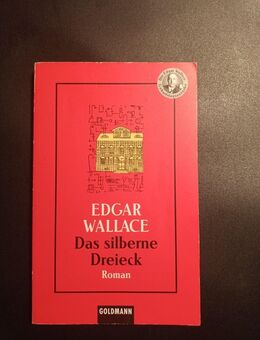 EDGAR
WALLACE
Das silberne
Dreieck
Roman
GOLDMANN